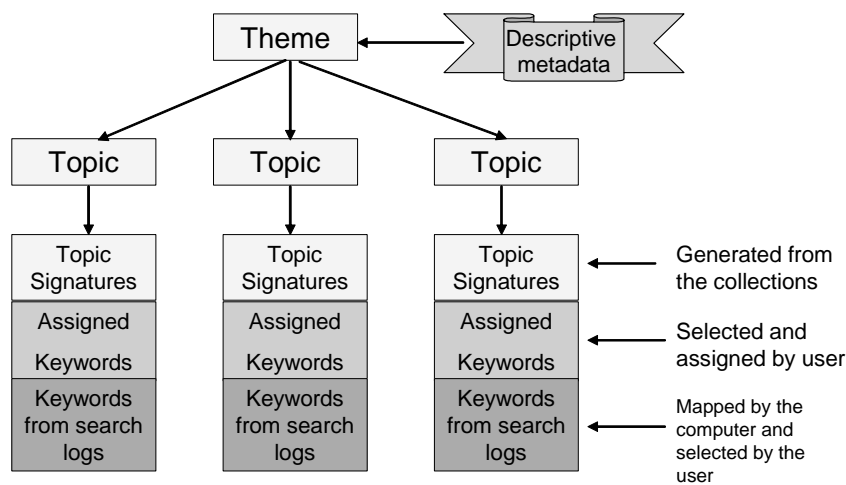 Theme
Descriptive
metadata
Topic
Topic
Topic
Topic
Signatures
Assigned
Keywords
Keywords
from search
logs
Topic
Signatures
Assigned
Keywords
Keywords
from search
logs
Topic
Signatures
Assigned
Keywords
Keywords
from search
logs
Generated from
the collections
Selected and
assigned by user
Mapped by the
computer and
selected by the
user